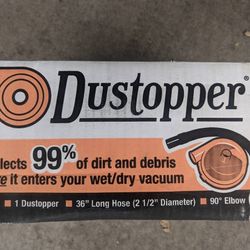 Dustopper®
lects 99% of dirt and debris
re it enters your wet/dry vacuum
■ 1 Dustopper ■ 36" Long Hose (2 1/2" Diameter) ■ 90° Elbow